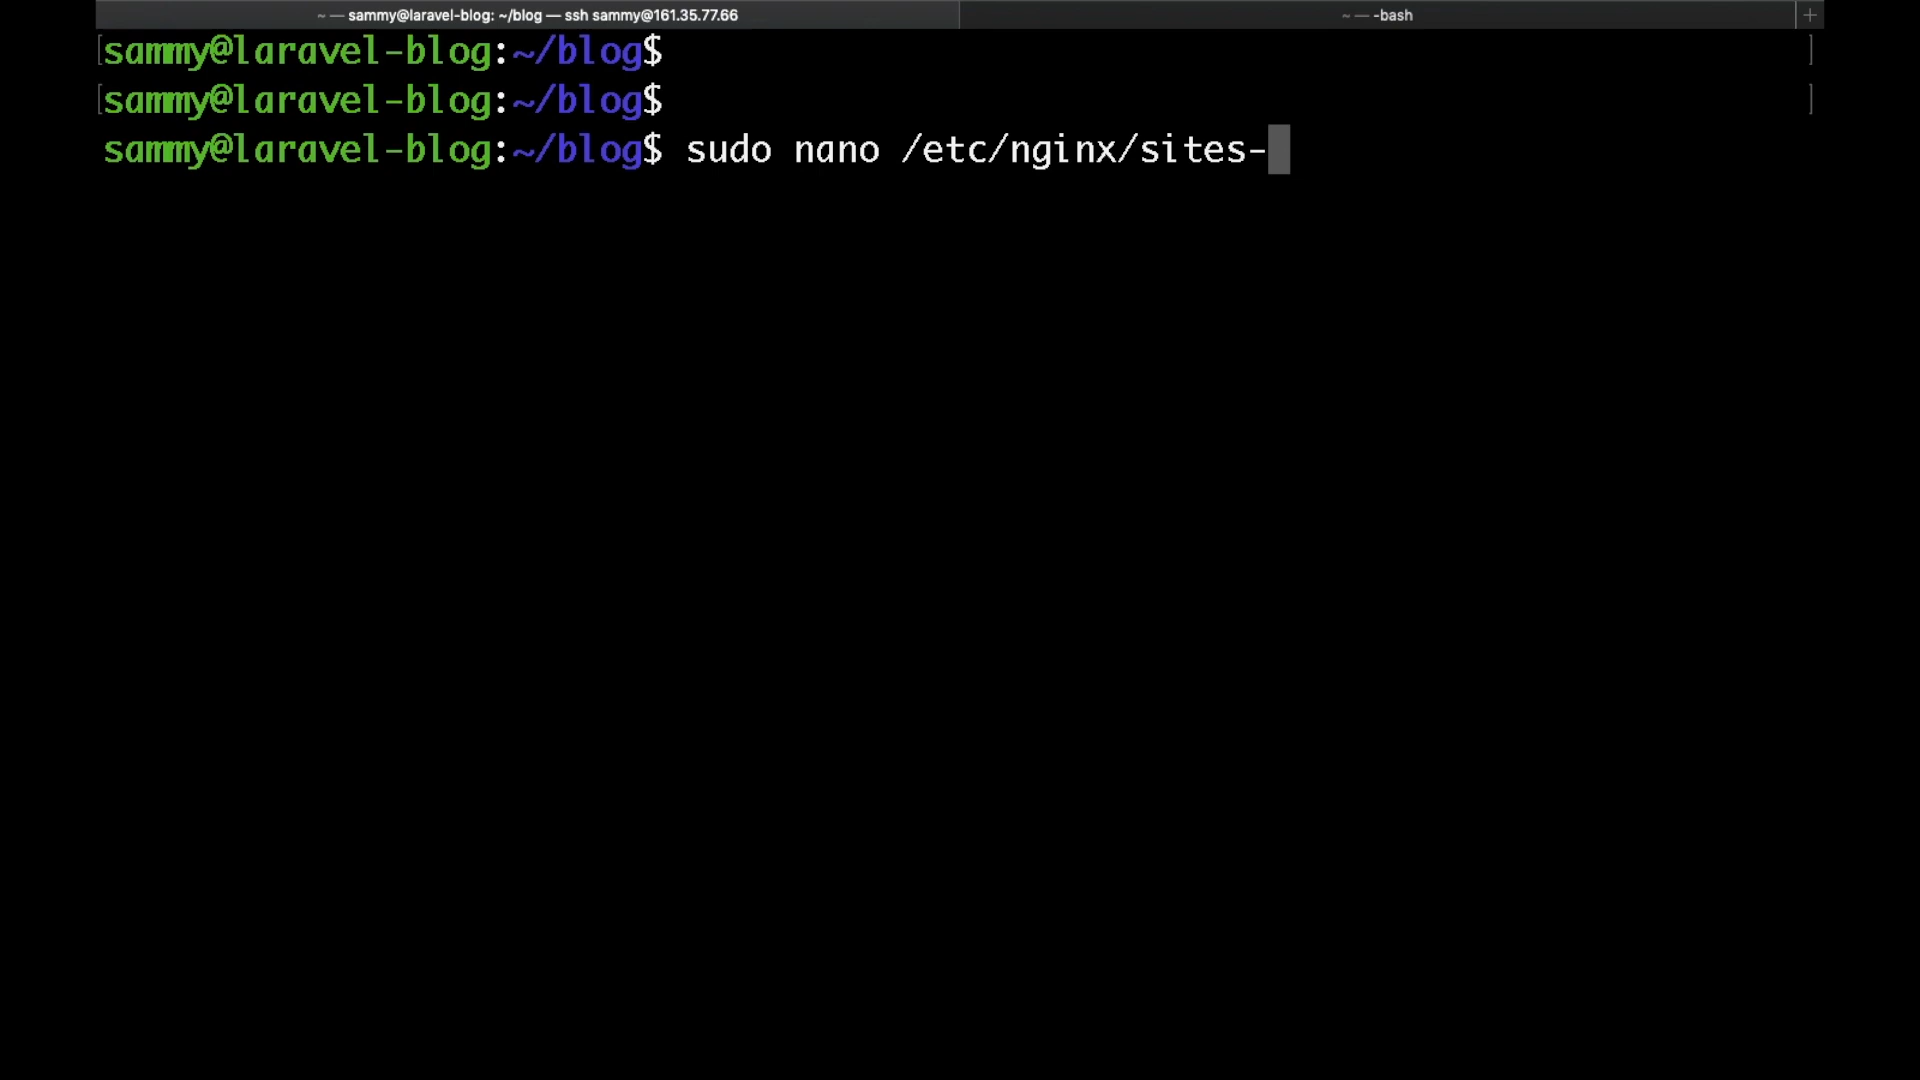 ~ — sammy@laravel-blog: ~/blog — ssh sammy@161.35.77.66
~ — -bash
+
[sammy@laravel-blog:~/blog$ ]
[sammy@laravel-blog:~/blog$ ]
sammy@laravel-blog:~/blog$ sudo nano /etc/nginx/sites-